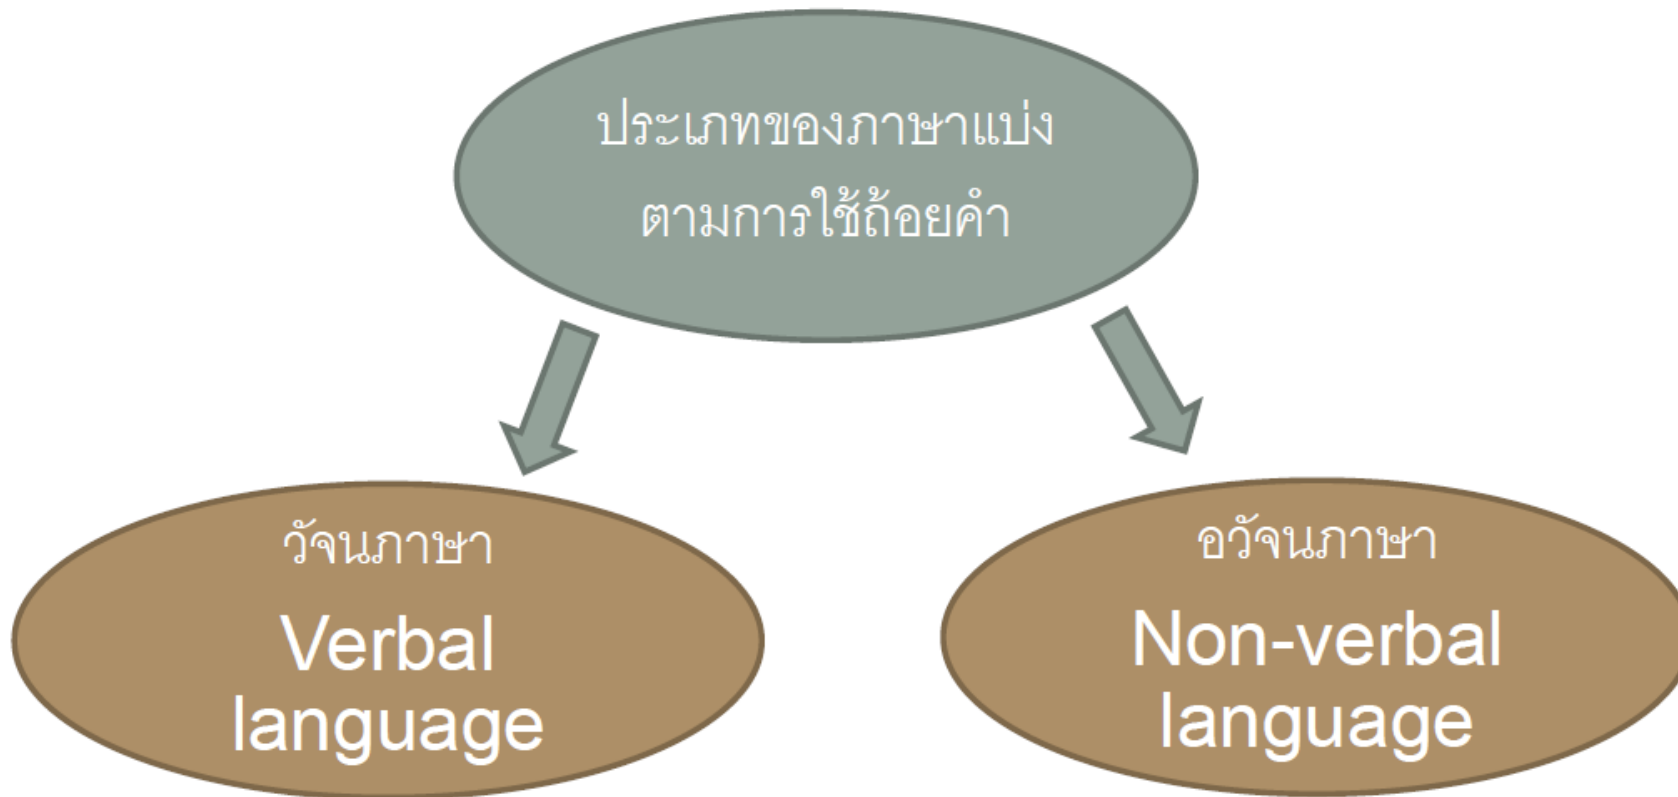 ประเภทของภาษาแบ่ง
ตามการใช้ถ้อยคำ
วัจนภาษา
Verbal
language
อวัจนภาษา
Non-verbal
language